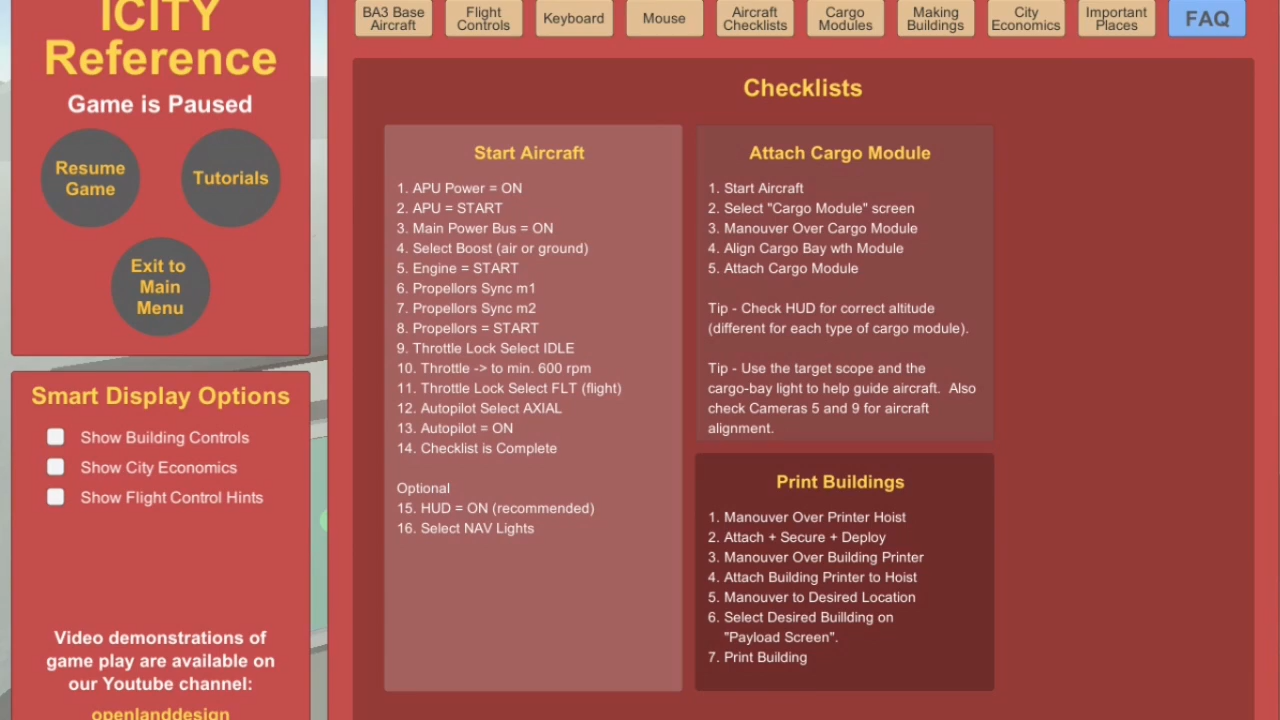 ICITY
Reference
Game is Paused
Resume
Game
Tutorials
Exit to
Main
Menu
Smart Display Options
Show Building Controls
Show City Economics
Show Flight Control Hints
Video demonstrations of
game play are available on
our Youtube channel:
openlanddesign
BA3 Base
Aircraft
Flight
Controls
Keyboard
Mouse
Aircraft
Checklists
Cargo
Modules
Making
Buildings
City
Economics
Important
Places
FAQ
Checklists
Start Aircraft
1. APU Power = ON
2. APU = START
3. Main Power Bus = ON
4. Select Boost (air or ground)
5. Engine = START
6. Propellors Sync m1
7. Propellors Sync m2
8. Propellors = START
9. Throttle Lock Select IDLE
10. Throttle -> to min. 600 rpm
11. Throttle Lock Select FLT (flight)
12. Autopilot Select AXIAL
13. Autopilot = ON
14. Checklist is Complete
Optional
15. HUD = ON (recommended)
16. Select NAV Lights
Attach Cargo Module
1. Start Aircraft
2. Select "Cargo Module" screen
3. Manouver Over Cargo Module
4. Align Cargo Bay wth Module
5. Attach Cargo Module
Tip - Check HUD for correct altitude
(different for each type of cargo module).
Tip - Use the target scope and the
cargo-bay light to help guide aircraft.  Also
check Cameras 5 and 9 for aircraft
alignment.
Print Buildings
1. Manouver Over Printer Hoist
2. Attach + Secure + Deploy
3. Manouver Over Building Printer
4. Attach Building Printer to Hoist
5. Manouver to Desired Location
6. Select Desired Buillding on
"Payload Screen".
7. Print Building